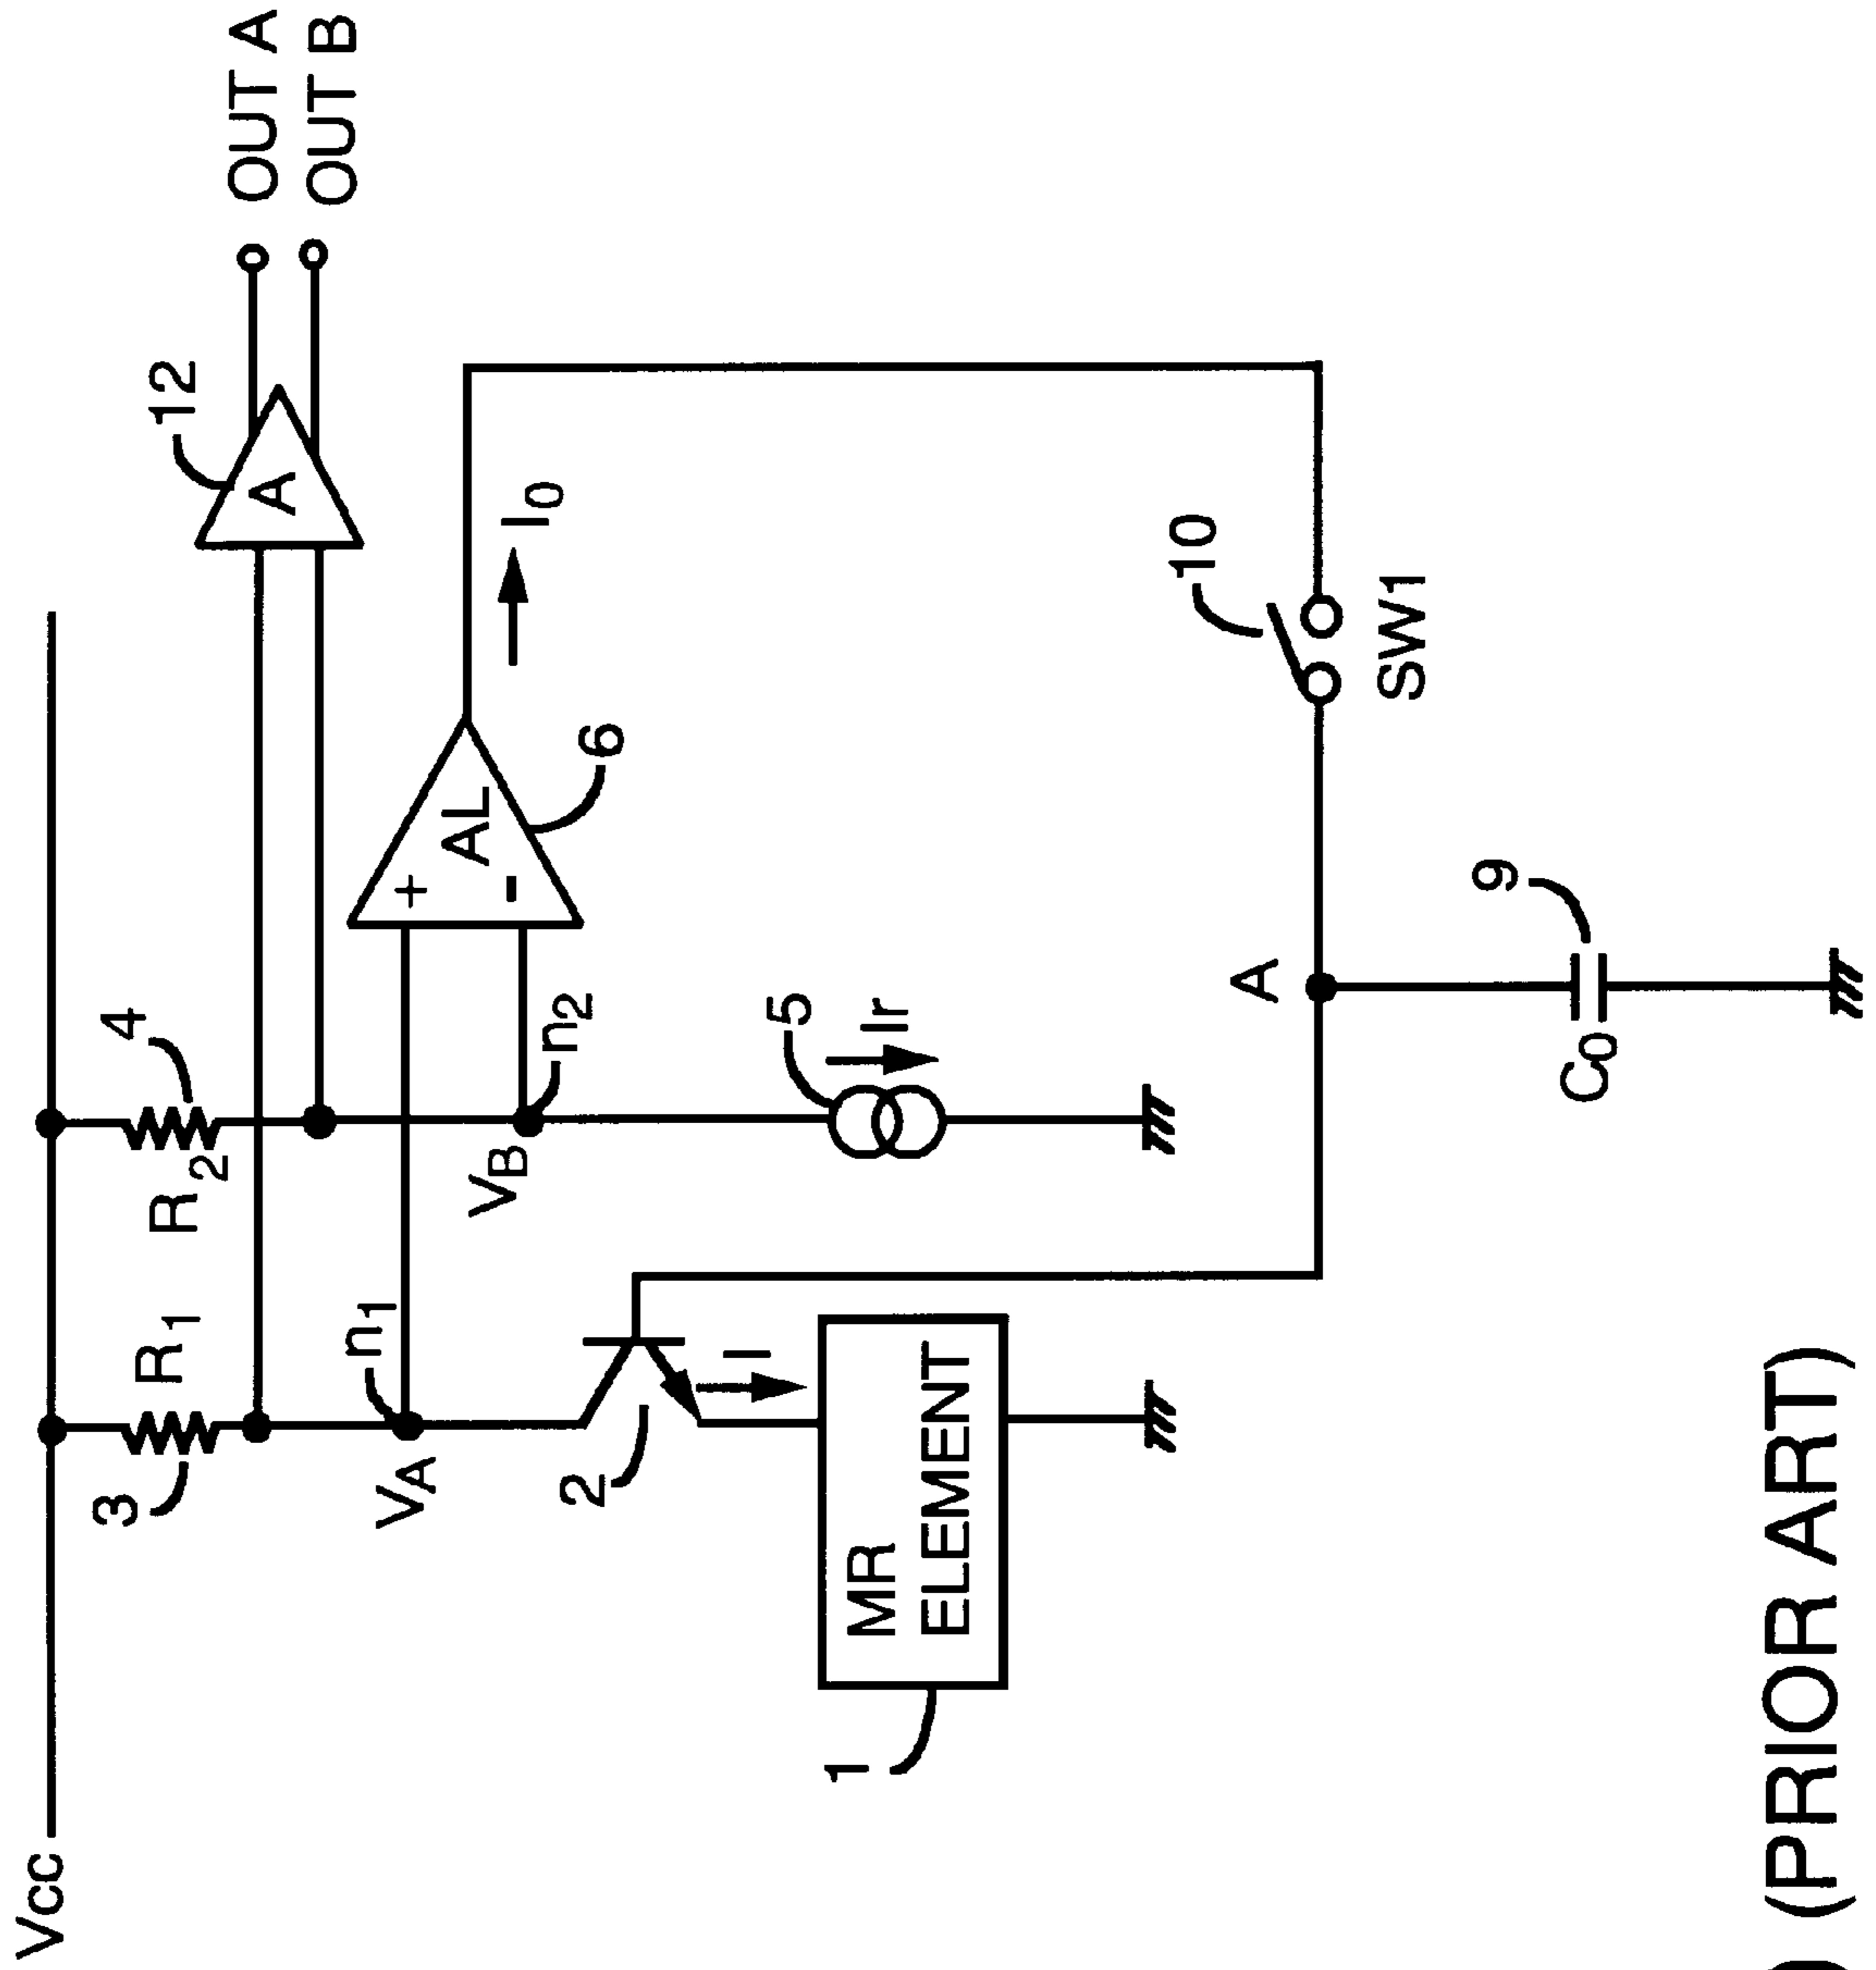 Vcc
3
R1
R2
4
12
A
OUT A
OUT B
n1
VA
VB
n2
+
-
AL
6
I0
2
I
5
Ir
1
MR
ELEMENT
A
10
SW1
9
C0
(PRIOR ART)